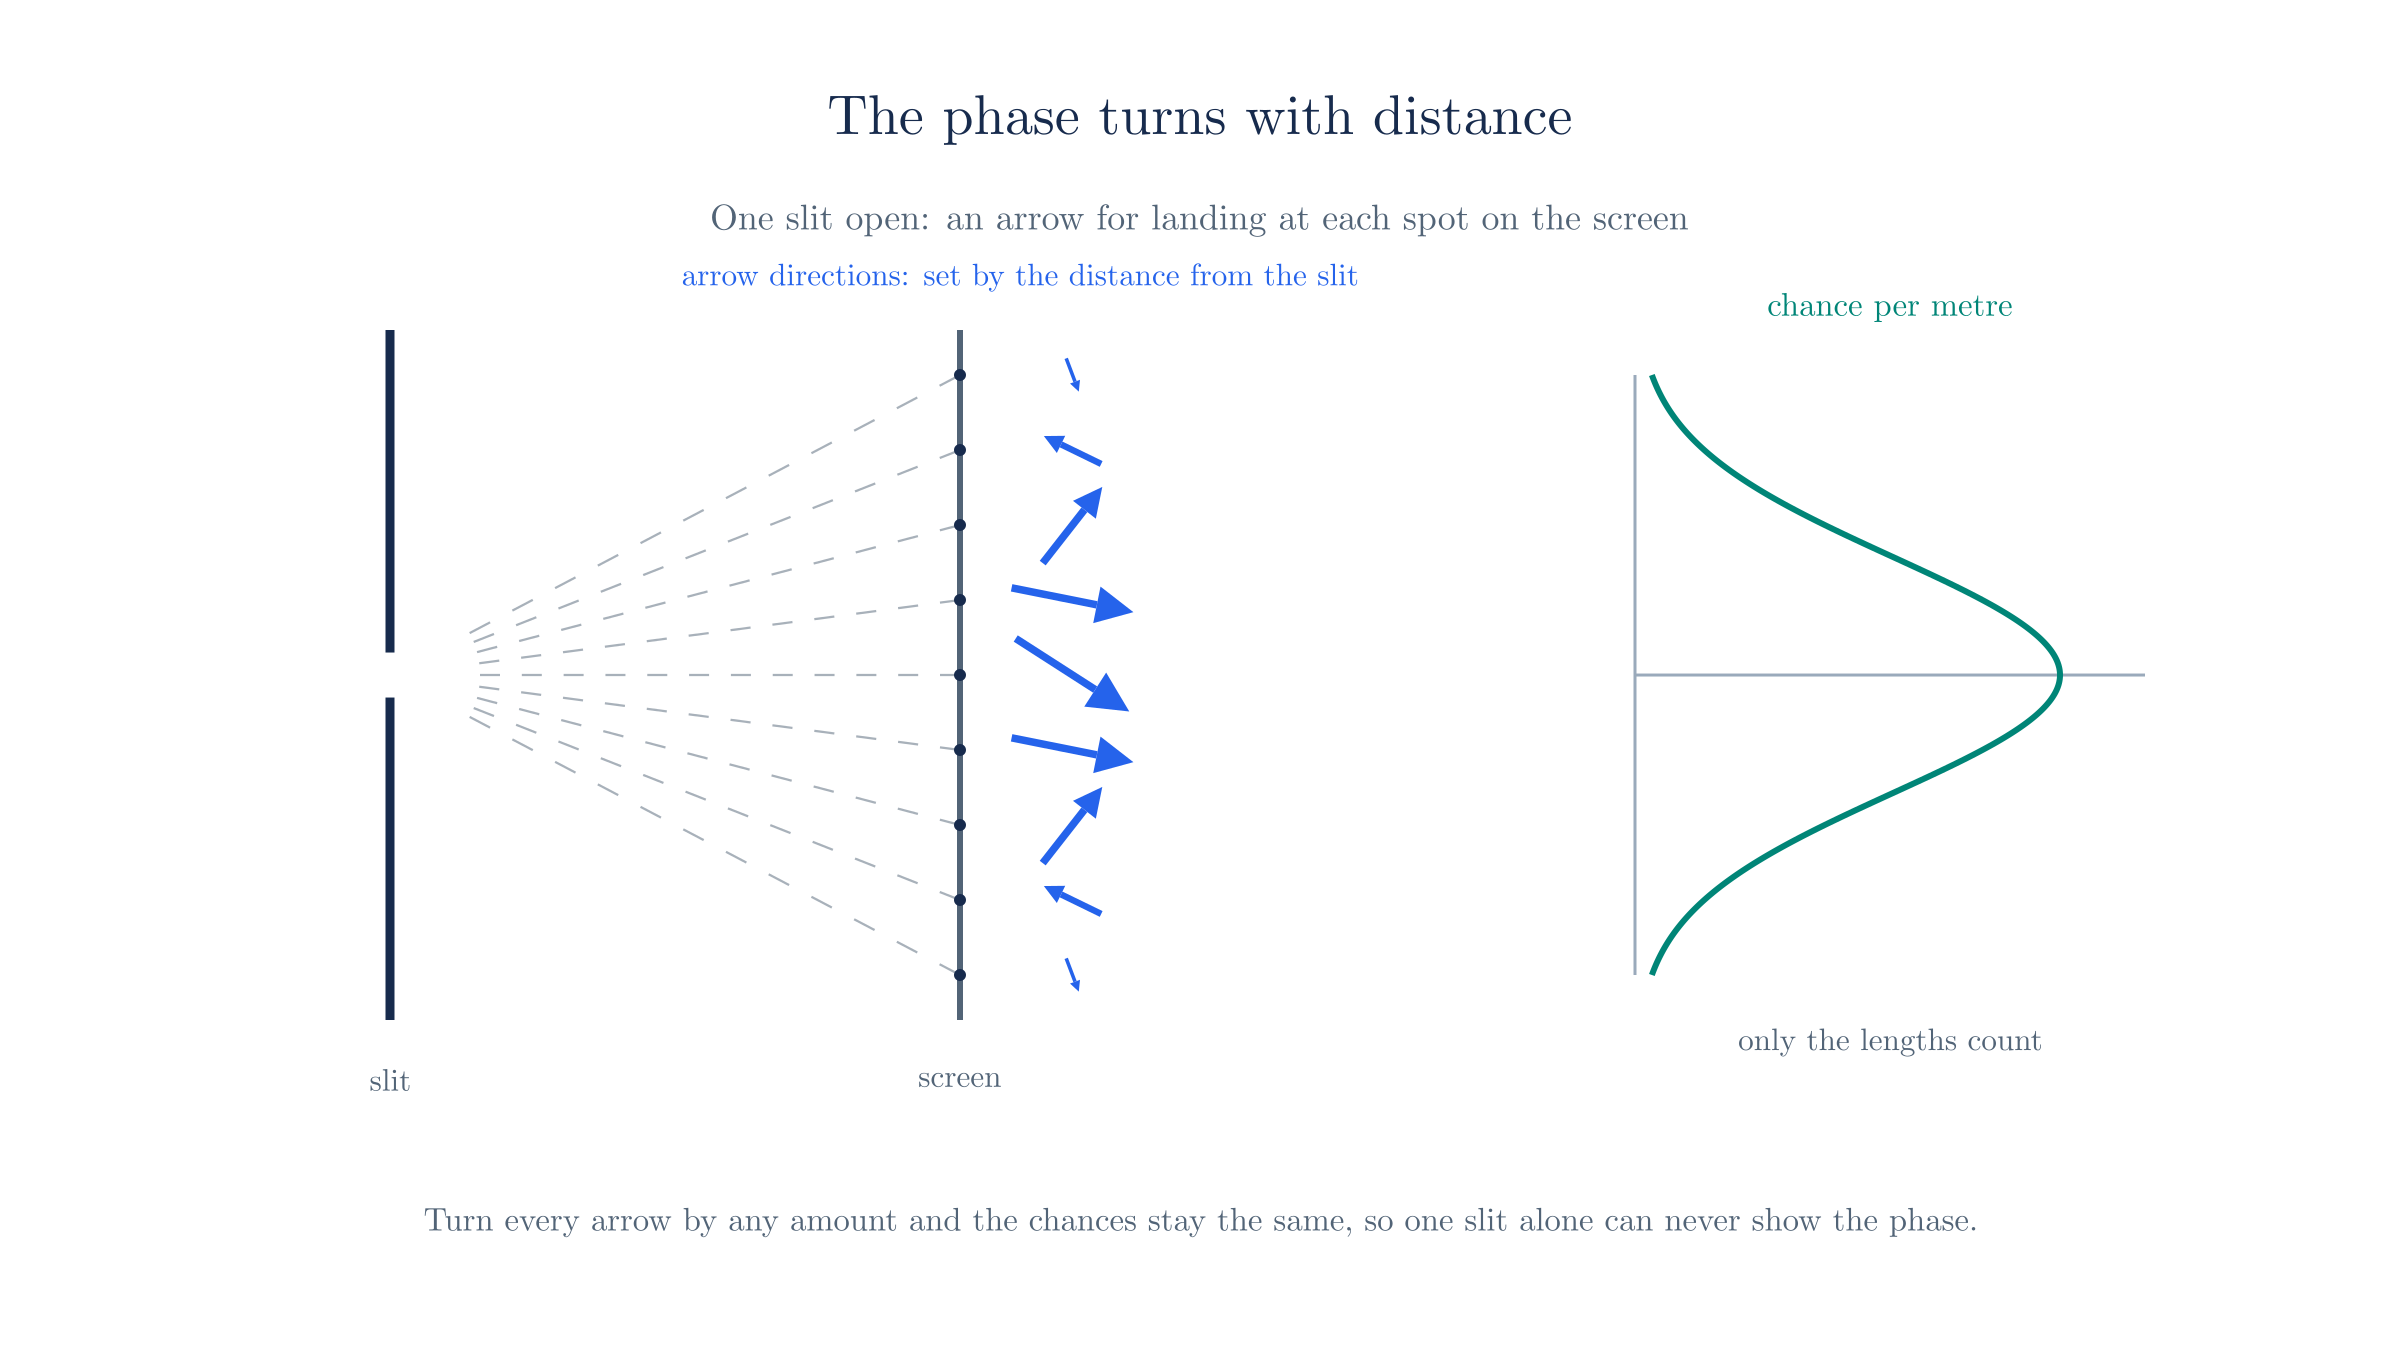 The phase turns with distance
One slit open: an arrow for landing at each spot on the screen
arrow directions: set by the distance from the slit
chance per metre
only the lengths count
slit
screen
Turn every arrow by any amount and the chances stay the same, so one slit alone can never show the phase.